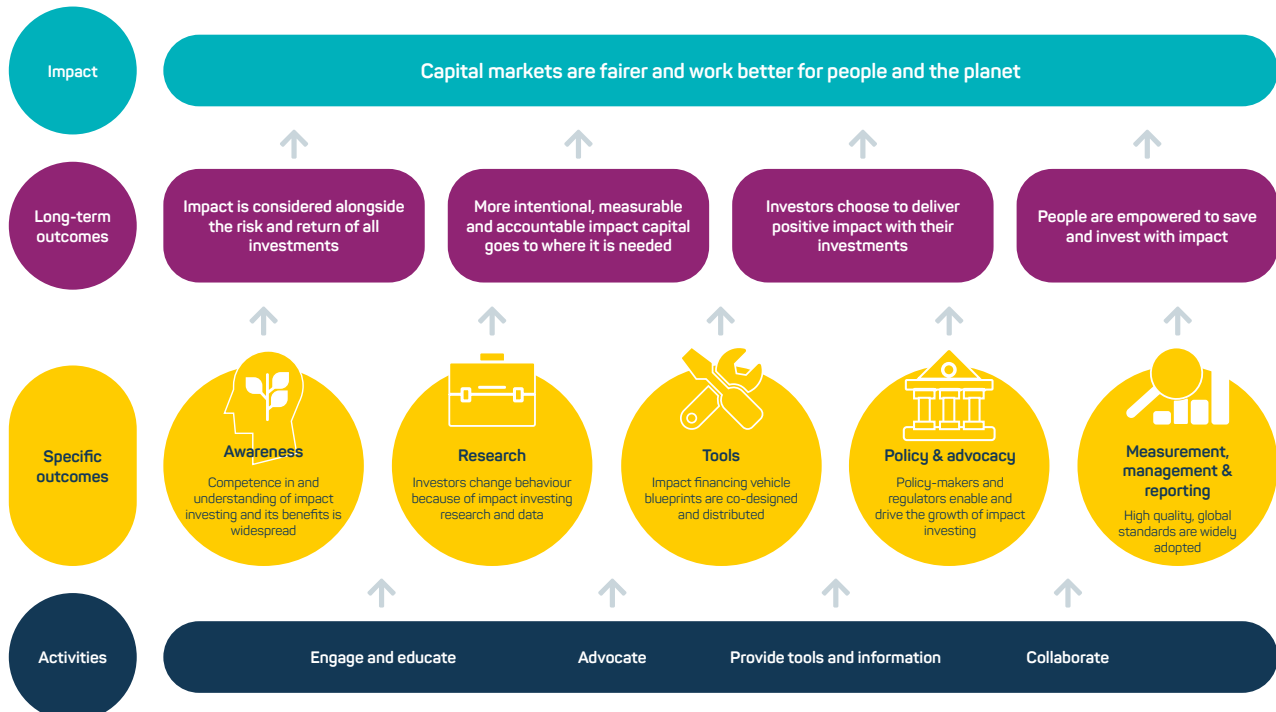 Impact
Capital markets are fairer and work better for people and the planet
Long-term
outcomes
Impact is considered alongside
the risk and return of all
investments
More intentional, measurable
and accountable impact capital
goes to where it is needed
Investors choose to deliver
positive impact with their
investments
People are empowered to save
and invest with impact
Specific
outcomes
Awareness
Competence in and
understanding of impact
investing and its benefits is
widespread
Research
Investors change behaviour
because of impact investing
research and data
Tools
Impact financing vehicle
blueprints are co-designed
and distributed
Policy & advocacy
Policy-makers and
regulators enable and
drive the growth of impact
investing
Measurement,
management &
reporting
High quality, global
standards are widely
adopted
Activities
Engage and educate
Advocate
Provide tools and information
Collaborate